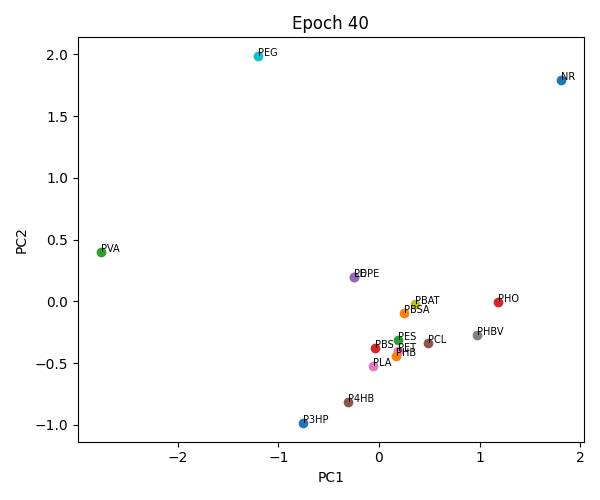 Epoch 40
PEG
NR
PVA
PBAT
PHO
PBSA
PES
PCL
PHBV
PBS
PET
PHB
PLA
P4HB
P3HP
2.0
1.5
1.0
0.5
0.0
−0.5
−1.0
PC2
−2
−1
0
1
2
PC1